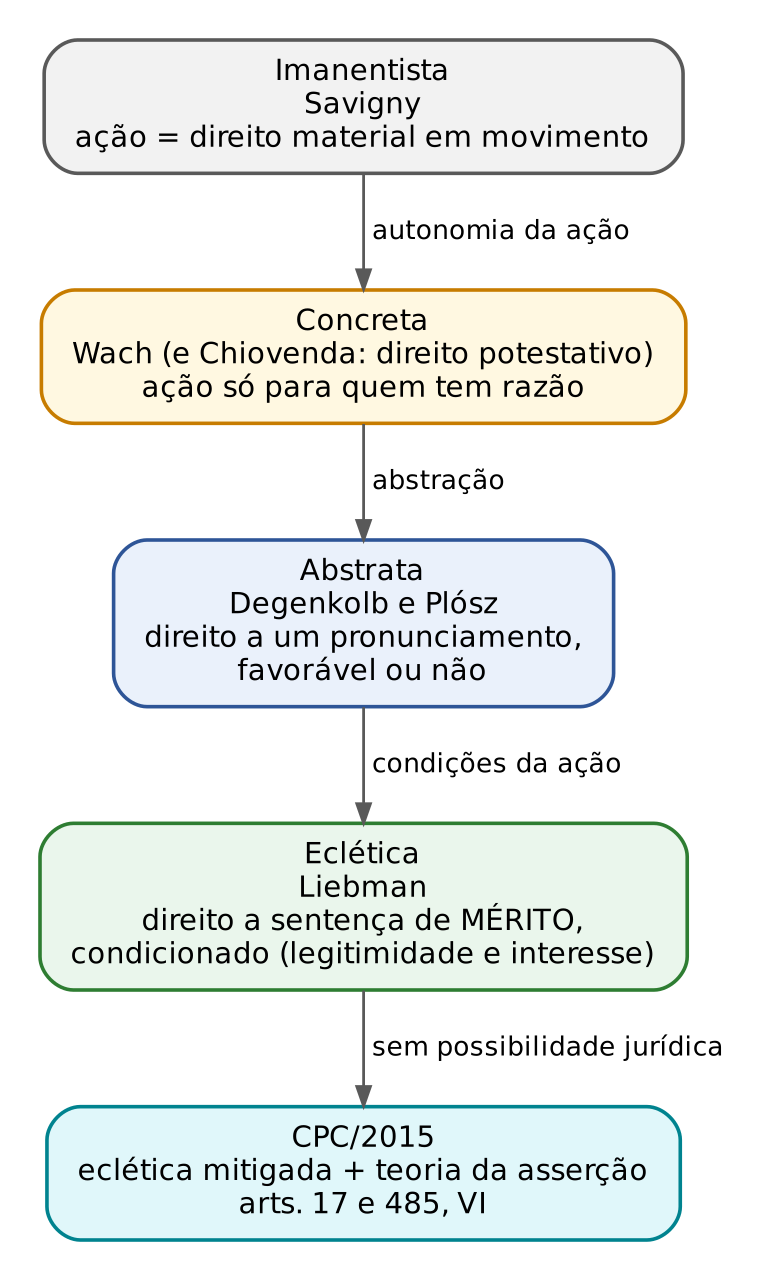 Imanentista
Savigny
ação = direito material em movimento
autonomia da ação
Concreta
Wach (e Chiovenda: direito potestativo)
ação só para quem tem razão
abstração
Abstrata
Degenkolb e Plósz
direito a um pronunciamento,
favorável ou não
condições da ação
Eclética
Liebman
direito a sentença de MÉRITO,
condicionado (legitimidade e interesse)
sem possibilidade jurídica
CPC/2015
eclética mitigada + teoria da asserção
arts. 17 e 485, VI